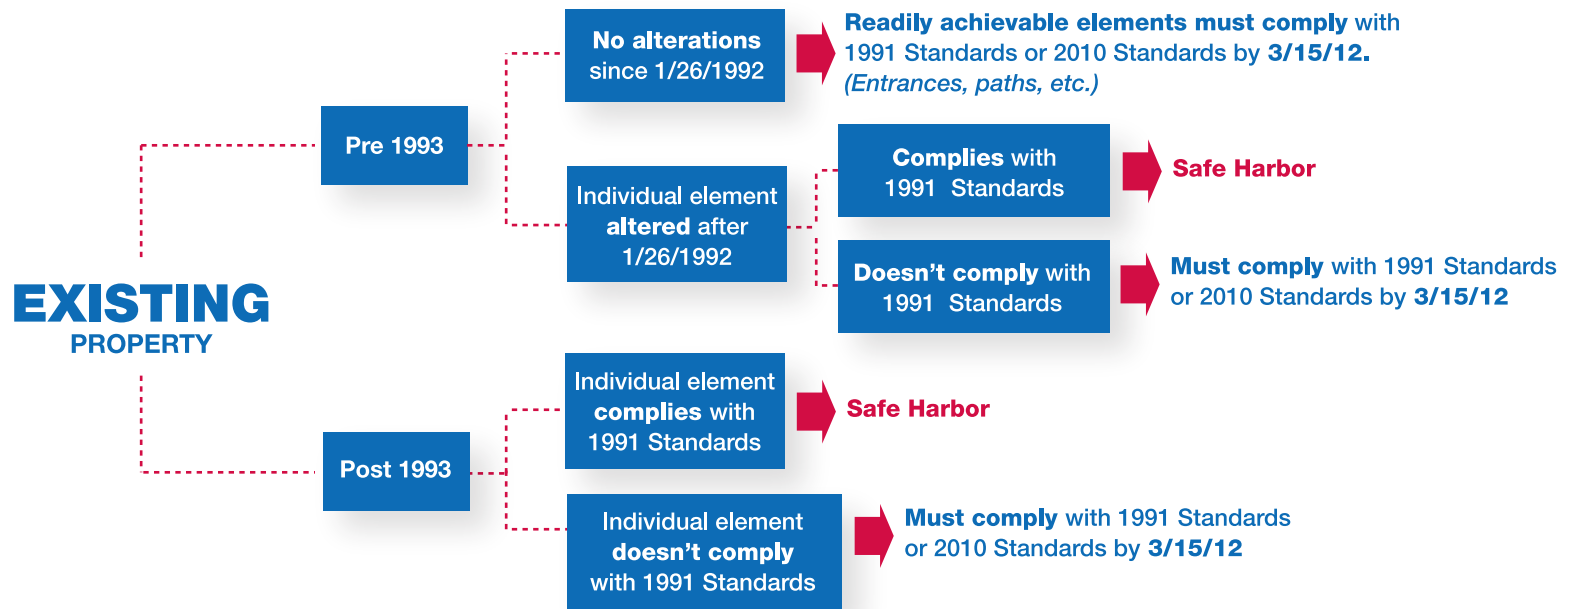 EXISTING
PROPERTY
Pre 1993
No alterations
since 1/26/1992
Readily achievable elements must comply with
1991 Standards or 2010 Standards by 3/15/12.
(Entrances, paths, etc.)
Individual element
altered after
1/26/1992
Complies with
1991 Standards
Safe Harbor
Doesn't comply with
1991 Standards
Must comply with 1991 Standards
or 2010 Standards by 3/15/12
Post 1993
Individual element
complies with
1991 Standards
Safe Harbor
Individual element
doesn't comply
with 1991 Standards
Must comply with 1991 Standards
or 2010 Standards by 3/15/12